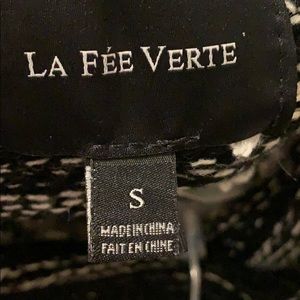 LA FÉE VERTE
S
MADE IN CHINA
FAIT EN CHINE